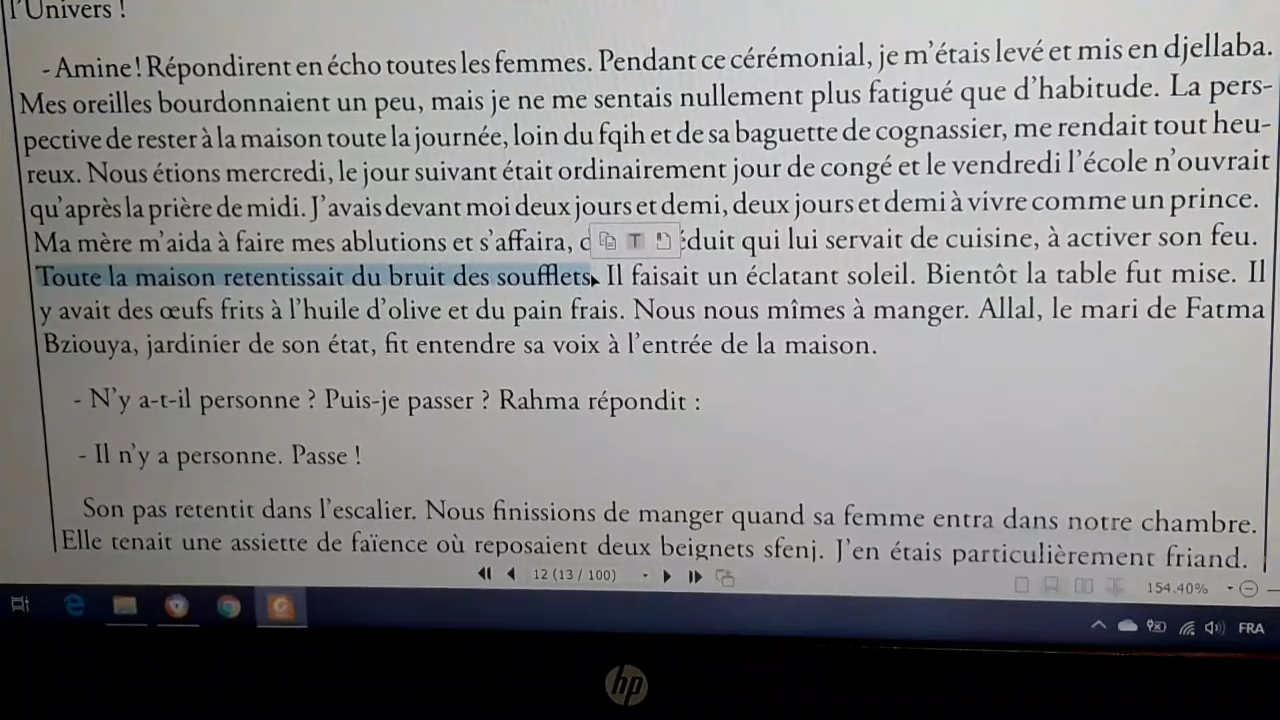 l'Univers !
- Amine ! Répondirent en écho toutes les femmes. Pendant ce cérémonial, je m'étais levé et mis en djellaba.
Mes oreilles bourdonnaient un peu, mais je ne me sentais nullement plus fatigué que d'habitude. La pers-
pective de rester à la maison toute la journée, loin du fqih et de sa baguette de cognassier, me rendait tout heu-
reux. Nous étions mercredi, le jour suivant était ordinairement jour de congé et le vendredi l'école n'ouvrait
qu'après la prière de midi. J'avais devant moi deux jours et demi, deux jours et demi à vivre comme un prince.
Ma mère m'aida à faire mes ablutions et s'affaira, éduit qui lui servait de cuisine, à activer son feu.
Toute la maison retentissait du bruit des soufflets. Il faisait un éclatant soleil. Bientôt la table fut mise. Il
y avait des œufs frits à l'huile d'olive et du pain frais. Nous nous mîmes à manger. Allal, le mari de Fatma
Bziouya, jardinier de son état, fit entendre sa voix à l'entrée de la maison.
- N'y a-t-il personne ? Puis-je passer ? Rahma répondit :
- Il n'y a personne. Passe !
Son pas retentit dans l'escalier. Nous finissions de manger quand sa femme entra dans notre chambre.
Elle tenait une assiette de faïence où reposaient deux beignets sfenj. J'en étais particulièrement friand.
12 (13 / 100)
154.40%
FRA
hp